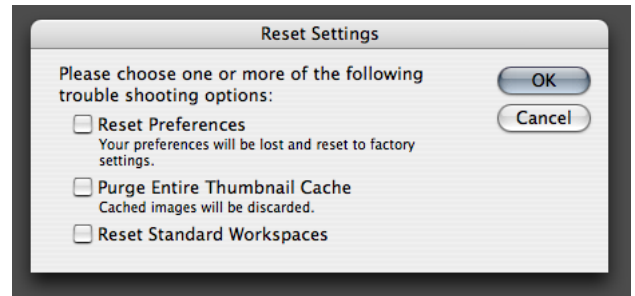 Reset Settings
Please choose one or more of the following
trouble shooting options:
OK
Cancel
Reset Preferences
Your preferences will be lost and reset to factory
settings.
Purge Entire Thumbnail Cache
Cached images will be discarded.
Reset Standard Workspaces